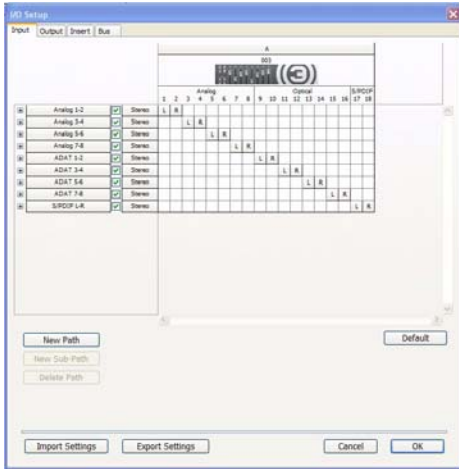 I/O Setup
Input Output Insert Bus
A
003
Analog Optical S/PDIF
1 2 3 4 5 6 7 8 9 10 11 12 13 14 15 16 17 18
Analog 1-2 Stereo L R
Analog 3-4 Stereo L R
Analog 5-6 Stereo L R
Analog 7-8 Stereo L R
ADAT 1-2 Stereo L R
ADAT 3-4 Stereo L R
ADAT 5-6 Stereo L R
ADAT 7-8 Stereo L R
S/PDIF L-R Stereo L R
New Path Default
New Sub-Path
Delete Path
Import Settings Export Settings Cancel OK